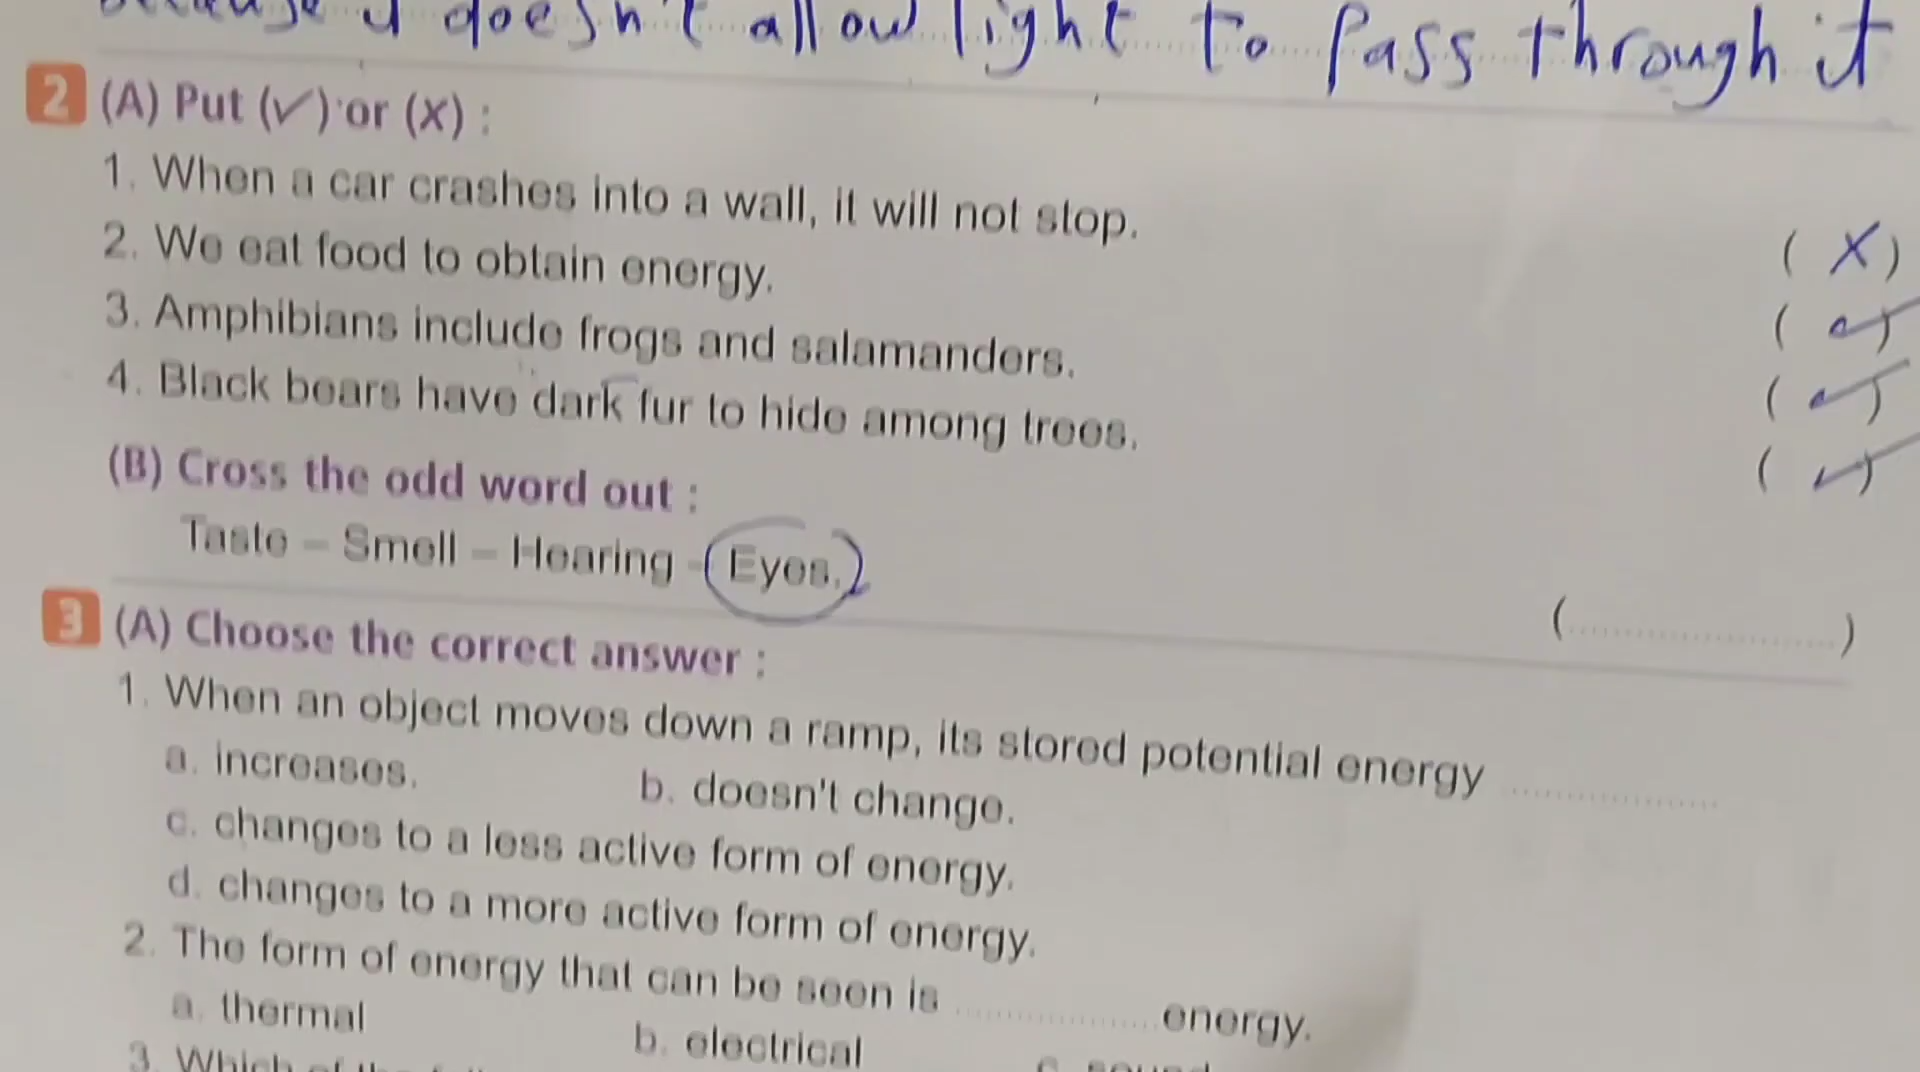 doesn't allow light to pass through it
2 (A) Put (✓) or (X) :
1. When a car crashes into a wall, it will not stop. (X)
2. We eat food to obtain energy. (✓)
3. Amphibians include frogs and salamanders. (✓)
4. Black bears have dark fur to hide among trees. (✓)
(B) Cross the odd word out :
Taste – Smell – Hearing – Eyes. (....................)
3 (A) Choose the correct answer :
1. When an object moves down a ramp, its stored potential energy ....................
a. increases. b. doesn't change.
c. changes to a less active form of energy.
d. changes to a more active form of energy.
2. The form of energy that can be seen is .................... energy.
a. thermal b. electrical c. sound
3. Which of the